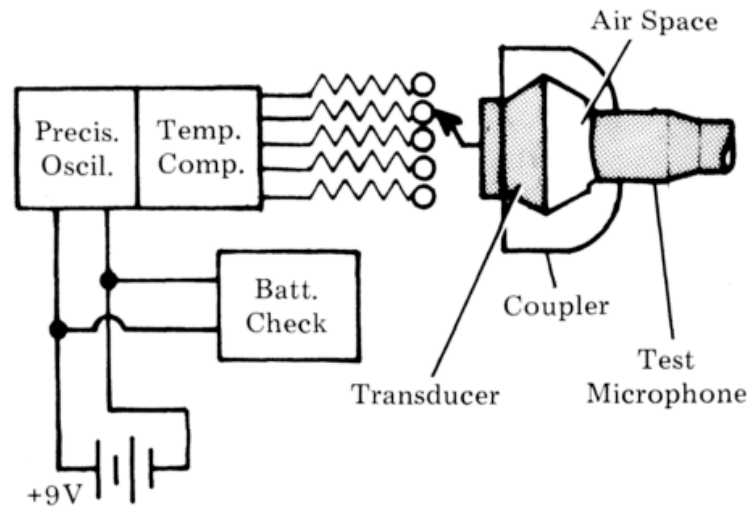 Air Space
Precis.
Oscil.
Temp.
Comp.
Batt.
Check
Coupler
Transducer
Test
Microphone
+9V